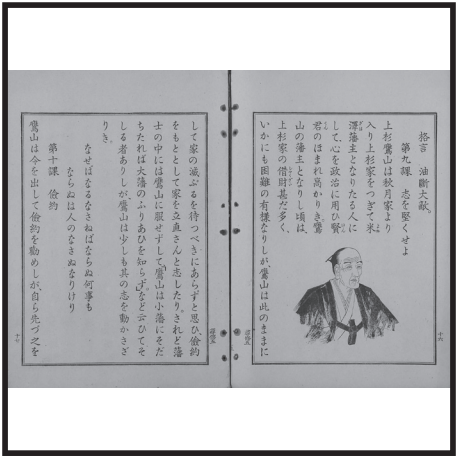 格言 油斷大敵。
第九課 志を堅くせよ
上杉鷹山は秋月家より
入り上杉家をつぎて米
澤藩主となりたる人に
して、心を政治に用ひ賢
君のほまれ高かりき。鷹
山の藩主となりし頃は、
上杉家の借財甚だ多く、
いかにも困難の有樣なりしが、鷹山は此のまゝに
十六
して家の滅ぶるを待つべきにあらずと思ひ、儉約
をもととして家を立直さんと志したり。されど藩
士の中には鷹山に服せずして、「鷹山は小藩にそだ
ちたれば大藩のふりあひを知らず。」など云ひてそ
しる者ありしが、鷹山は少しも其の志を動かさざ
りき。
なせばなるなさねばならぬ何事も
ならぬは人のなさぬなりけり
第十課 儉約
鷹山は令を出して儉約を勸めしが、自ら先づ之を
十七